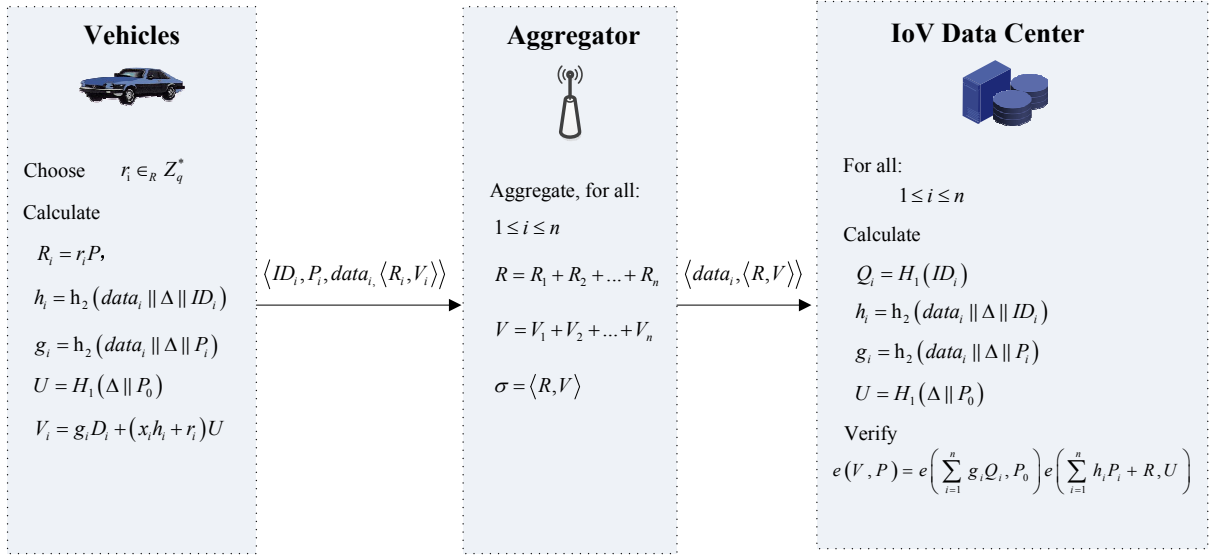 Vehicles
Choose r_i ∈_R Z_q^*
Calculate
R_i = r_i P,
h_i = h_2 ( data_i || Δ || ID_i )
g_i = h_2 ( data_i || Δ || P_i )
U = H_1 ( Δ || P_0 )
V_i = g_i D_i + ( x_i h_i + r_i ) U
⟨ ID_i , P_i , data_i, ⟨ R_i , V_i ⟩⟩
Aggregator
Aggregate, for all:
1 ≤ i ≤ n
R = R_1 + R_2 + ... + R_n
V = V_1 + V_2 + ... + V_n
σ = ⟨ R, V ⟩
⟨ data_i , ⟨ R, V ⟩⟩
IoV Data Center
For all:
1 ≤ i ≤ n
Calculate
Q_i = H_1 ( ID_i )
h_i = h_2 ( data_i || Δ || ID_i )
g_i = h_2 ( data_i || Δ || P_i )
U = H_1 ( Δ || P_0 )
Verify
e ( V , P ) = e ( ∑_{i=1}^{n} g_i Q_i , P_0 ) e ( ∑_{i=1}^{n} h_i P_i + R, U )